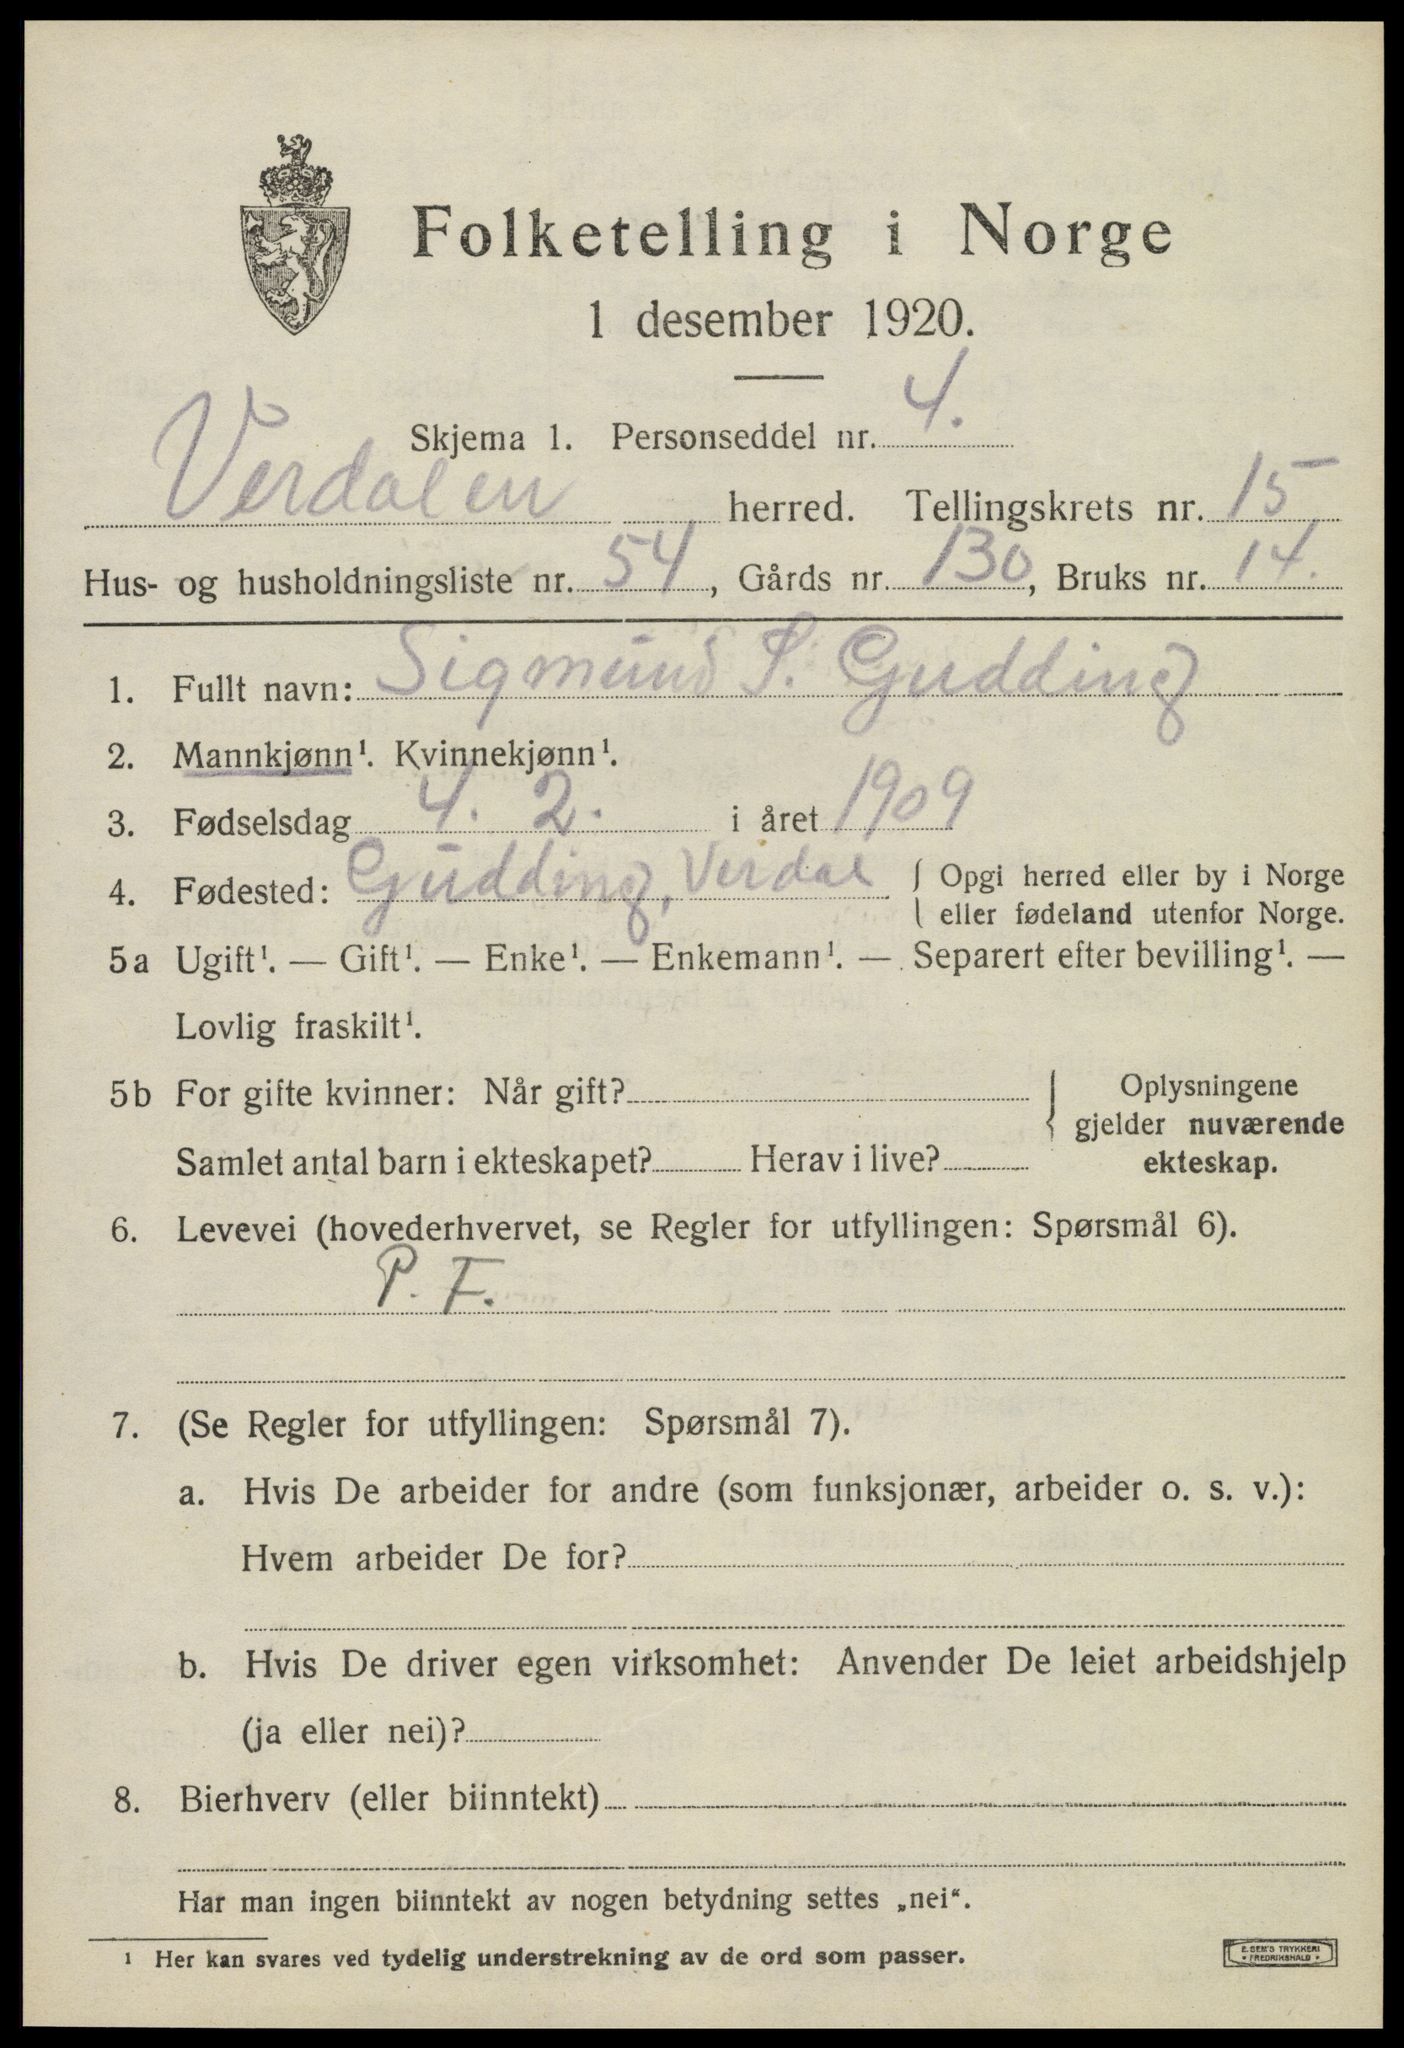 Folketelling i Norge
1 desember 1920.
Skjema 1. Personseddel nr. 4.
Verdalen herred. Tellingskrets nr. 15
Hus- og husholdningsliste nr. 54, Gårds nr. 130, Bruks nr. 14.
1. Fullt navn: Sigmund P. Gudding
2. Mannkjønn¹. Kvinnekjønn¹.
3. Fødselsdag 4. 2. i året 1909
4. Fødested: Gudding, Verdal { Opgi herred eller by i Norge
eller fødeland utenfor Norge.
5a Ugift¹. — Gift¹. — Enke¹. — Enkemann¹. — Separert efter bevilling¹. —
Lovlig fraskilt¹.
5b For gifte kvinner: Når gift?
Samlet antal barn i ekteskapet? Herav i live?
{ Oplysningene
gjelder nuværende
ekteskap.
6. Levevei (hovederhvervet, se Regler for utfyllingen: Spørsmål 6).
P. F.
7. (Se Regler for utfyllingen: Spørsmål 7).
a. Hvis De arbeider for andre (som funksjonær, arbeider o. s. v.):
Hvem arbeider De for?
b. Hvis De driver egen virksomhet: Anvender De leiet arbeidshjelp
(ja eller nei)?
8. Bierhverv (eller biinntekt)
Har man ingen biinntekt av nogen betydning settes „nei“.
¹ Her kan svares ved tydelig understrekning av de ord som passer.
E. SEM'S TRYKKERI
• FREDRIKSHALD •